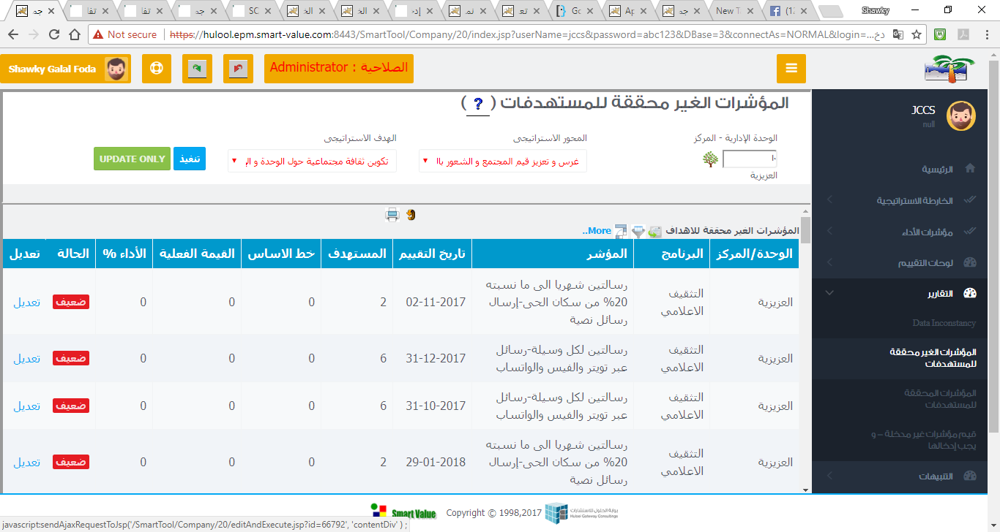 جد
تفا
تفا
جد
SC
الخ
الخ
إدي
نم
تع
Gc
Ap
جد
New T
(12
Shawky
Not secure
https://hulool.epm.smart-value.com:8443/SmartTool/Company/20/index.jsp?userName=jccs&password=abc123&DBase=3&connectAs=NORMAL&login=دخ...
Shawky Galal Foda
الصلاحية : Administrator
المؤشرات الغير محققة للمستهدفات ( ? )
الوحدة الإدارية - المركز
المحور الاستراتيجى
الهدف الاستراتيجى
١٠
غرس و تعزيز قيم المجتمع و الشعور باا
تكوين ثقافة مجتماعية حول الوحدة و الإ
تنفيذ
UPDATE ONLY
العزيزية
المؤشرات الغير محققة للاهداف
More..
الوحدة/المركز البرنامج المؤشر تاريخ التقييم المستهدف خط الاساس القيمة الفعلية الأداء % الحالة تعديل
العزيزية
التثقيف
الاعلامي
رسالتين شهريا الى ما نسبته
20% من سكان الحى-إرسال
رسائل نصية
02-11-2017 2 0 0 0 ضعيف تعديل
العزيزية
التثقيف
الاعلامي
رسالتين لكل وسيلة-رسائل
عبر تويتر والفيس والواتساب
31-12-2017 6 0 0 0 ضعيف تعديل
العزيزية
التثقيف
الاعلامي
رسالتين لكل وسيلة-رسائل
عبر تويتر والفيس والواتساب
31-10-2017 6 0 0 0 ضعيف تعديل
العزيزية
التثقيف
الاعلامي
رسالتين شهريا الى ما نسبته
20% من سكان الحى-إرسال
رسائل نصية
29-01-2018 2 0 0 0 ضعيف تعديل
JCCS
null
الرئيسية
الخارطة الاستراتيجية
مؤشرات الأداء
لوحات التقييم
التقارير
Data Inconstancy
المؤشرات الغير محققة
للمستهدفات
المؤشرات المحققة
للمستهدفات
قيم مؤشرات غير مدخلة - و
يجب إدخالها
التنبيهات
Smart Value
Copyright © 1998,2017
بوابة الحلول للاستشارات
Hulool Gateway Consultings
javascript:sendAjaxRequestToJsp('/SmartTool/Company/20/editAndExecute.jsp?id=66792', 'contentDiv' ) ;